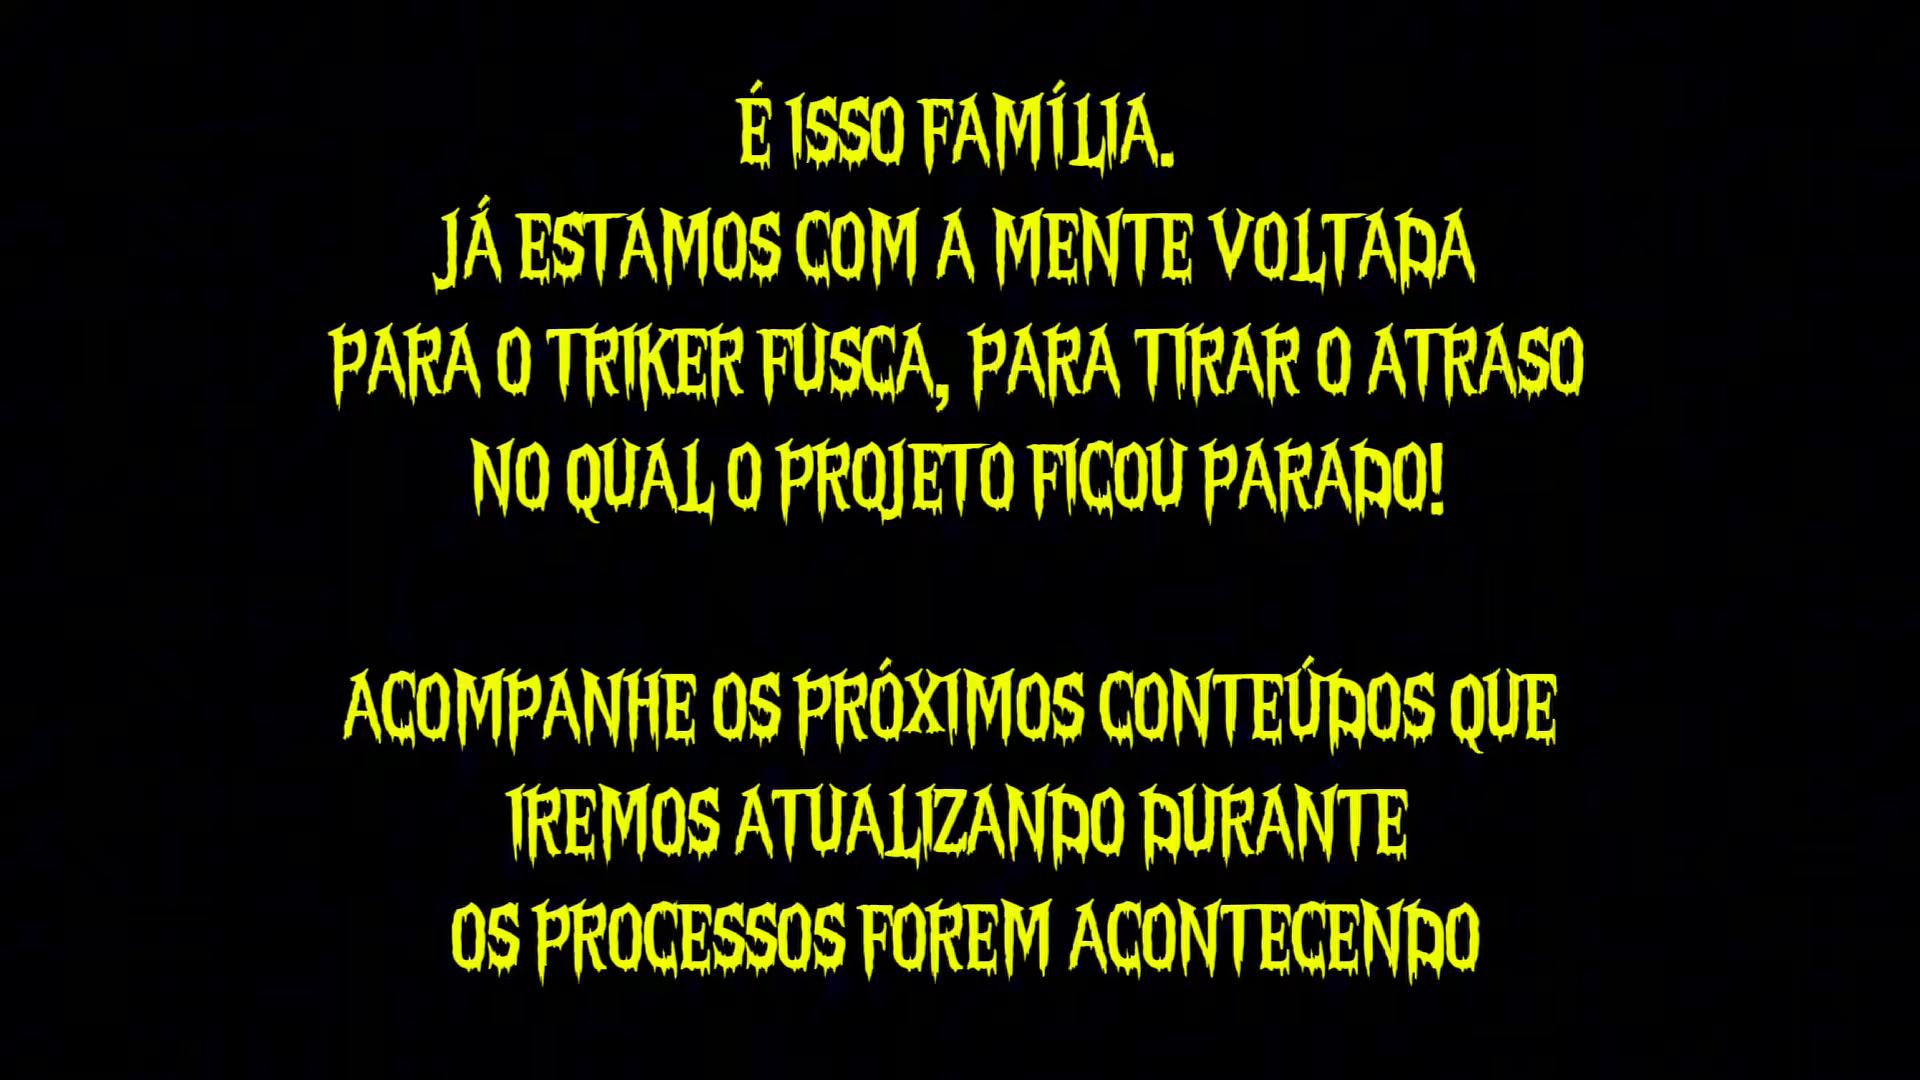 É ISSO FAMÍLIA.
JÁ ESTAMOS COM A MENTE VOLTADA
PARA O TRIKER FUSCA, PARA TIRAR O ATRASO
NO QUAL O PROJETO FICOU PARADO!
ACOMPANHE OS PRÓXIMOS CONTEÚDOS QUE
IREMOS ATUALIZANDO DURANTE
OS PROCESSOS FOREM ACONTECENDO